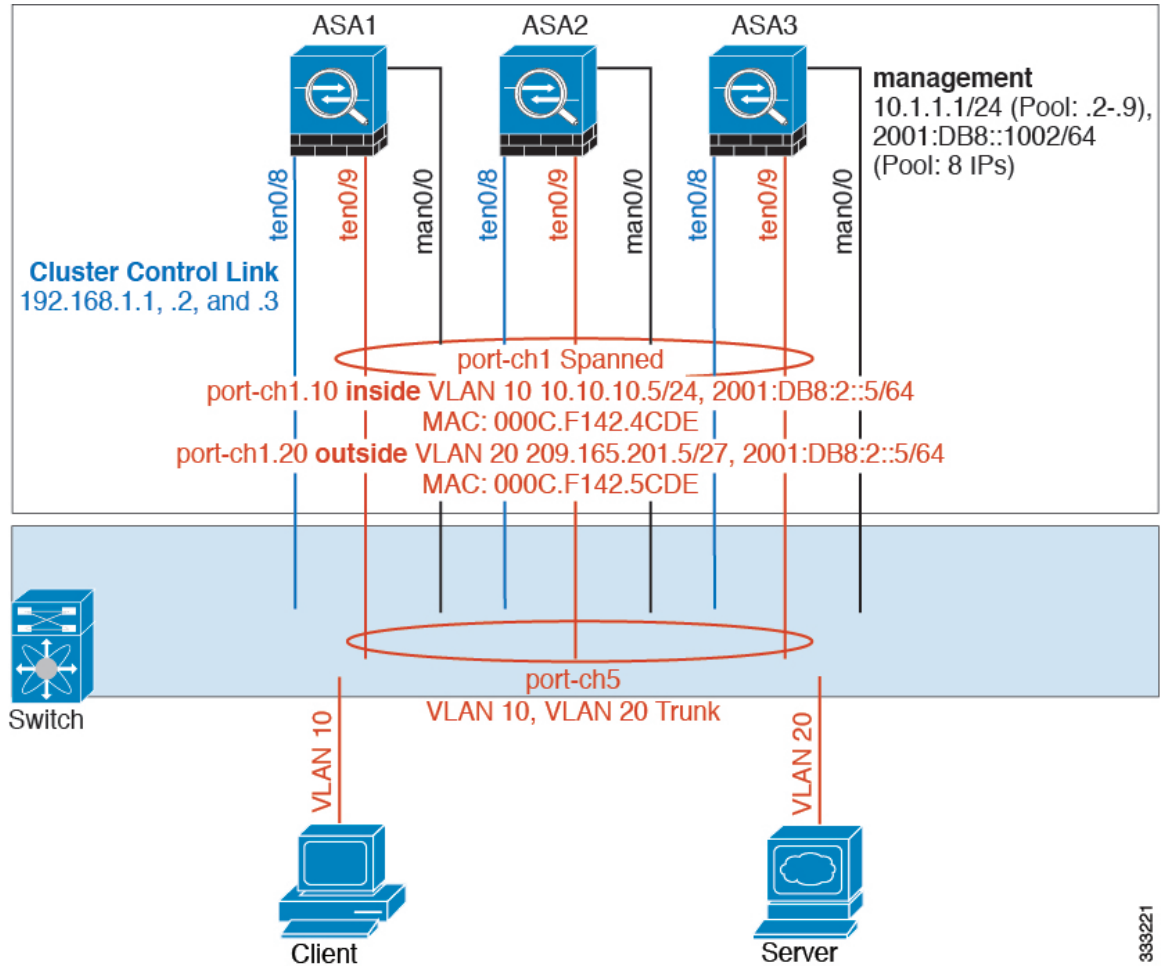 ASA1
ASA2
ASA3
management
10.1.1.1/24 (Pool: .2-.9),
2001:DB8::1002/64
(Pool: 8 IPs)
ten0/8
ten0/9
man0/0
ten0/8
ten0/9
man0/0
ten0/8
ten0/9
man0/0
Cluster Control Link
192.168.1.1, .2, and .3
port-ch1 Spanned
port-ch1.10 inside VLAN 10 10.10.10.5/24, 2001:DB8:2::5/64
MAC: 000C.F142.4CDE
port-ch1.20 outside VLAN 20 209.165.201.5/27, 2001:DB8:2::5/64
MAC: 000C.F142.5CDE
port-ch5
VLAN 10, VLAN 20 Trunk
Switch
VLAN 10
VLAN 20
Client
Server
333221